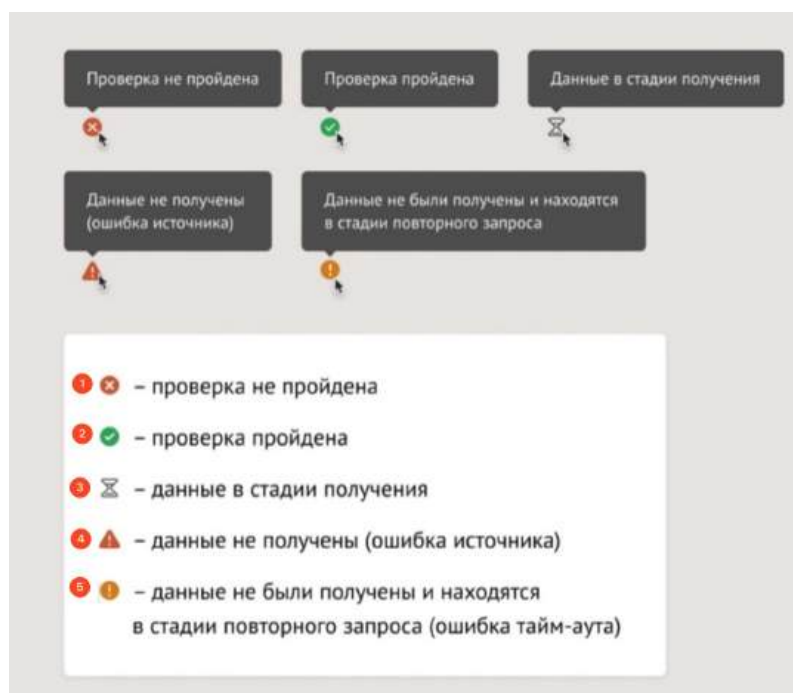 Проверка не пройдена
Проверка пройдена
Данные в стадии получения
Данные не получены
(ошибка источника)
Данные не были получены и находятся
в стадии повторного запроса
1 – проверка не пройдена
2 – проверка пройдена
3 – данные в стадии получения
4 – данные не получены (ошибка источника)
5 – данные не были получены и находятся
в стадии повторного запроса (ошибка тайм-аута)